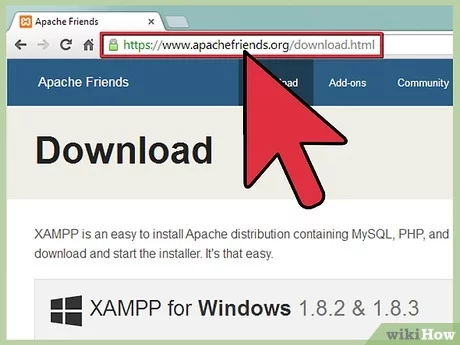 Apache Friends
https://www.apachefriends.org/download.html
Apache Friends
Add-ons
Community
Download
XAMPP is an easy to install Apache distribution containing MySQL, PHP, and
download and start the installer. It's that easy.
XAMPP for Windows 1.8.2 & 1.8.3
wikiHow